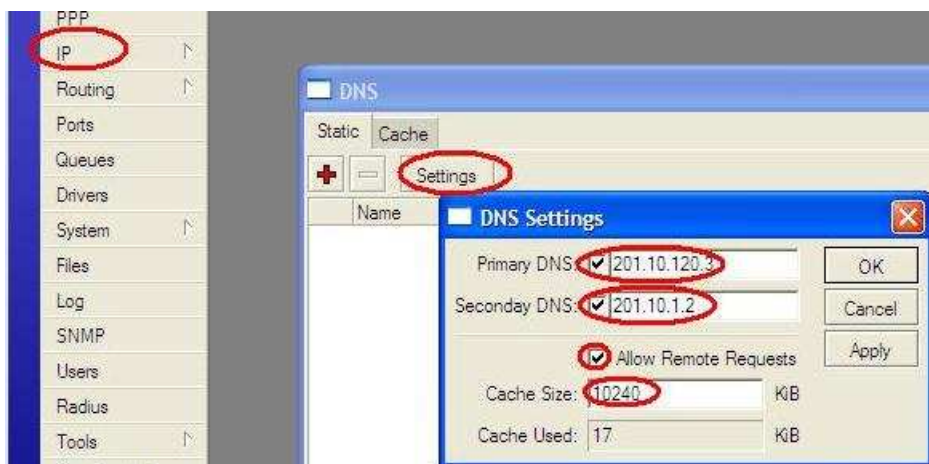 PPP
IP
Routing
Ports
Queues
Drivers
System
Files
Log
SNMP
Users
Radius
Tools
DNS
Static Cache
Settings
Name
DNS Settings
Primary DNS: 201.10.120.3
OK
Seconday DNS: 201.10.1.2
Cancel
Allow Remote Requests
Apply
Cache Size: 10240 KiB
Cache Used: 17 KiB